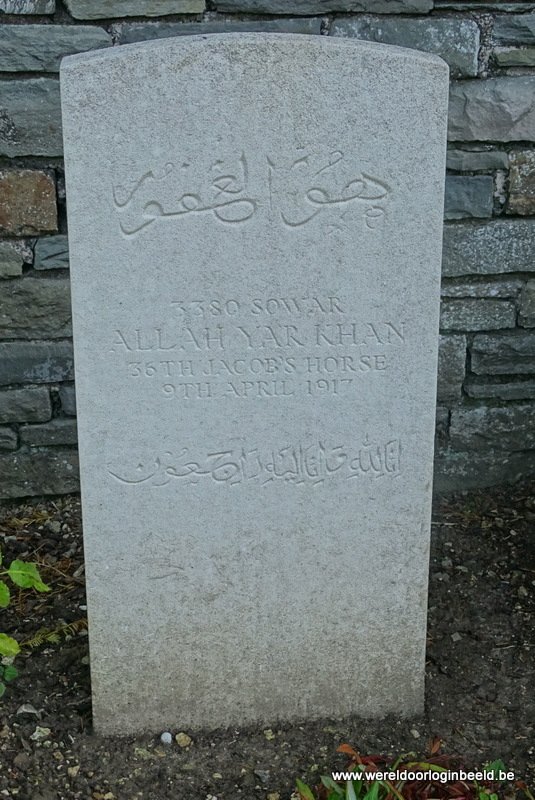 هو الغفور
3380 SOWAR
ALLAH YAR KHAN
36TH JACOB'S HORSE
9TH APRIL 1917
انا لله وانا اليه راجعون
www.wereldoorloginbeeld.be